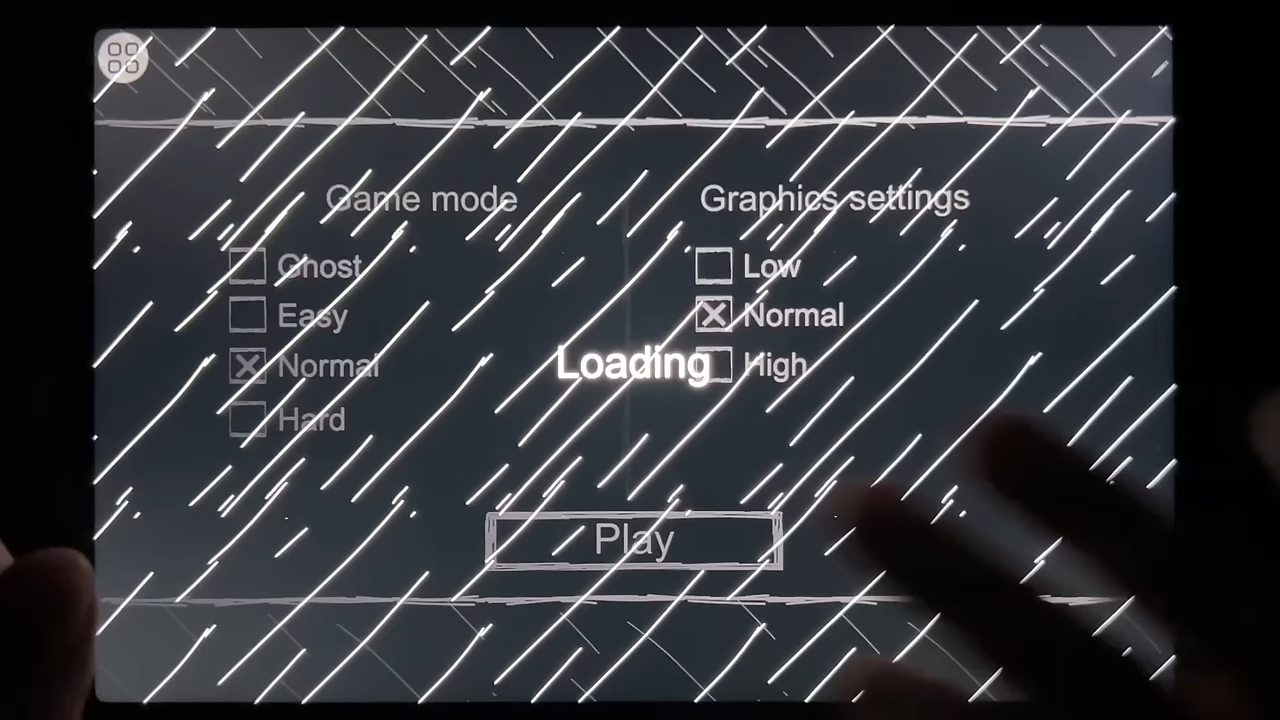 Game mode
Ghost
Easy
Normal
Hard
Graphics settings
Low
Normal
High
Loading
Play